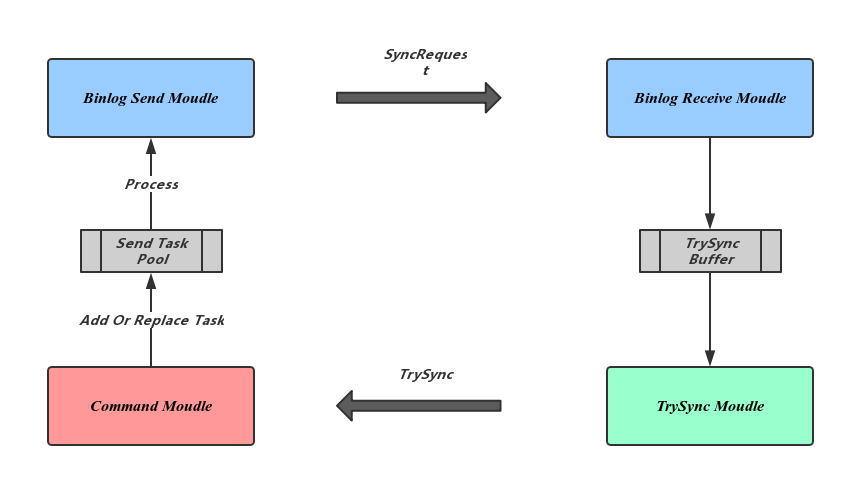 SyncReques
t
Binlog Send Moudle
Binlog Receive Moudle
Process
Send Task
Pool
TrySync
Buffer
Add Or Replace Task
TrySync
Command Moudle
TrySync Moudle